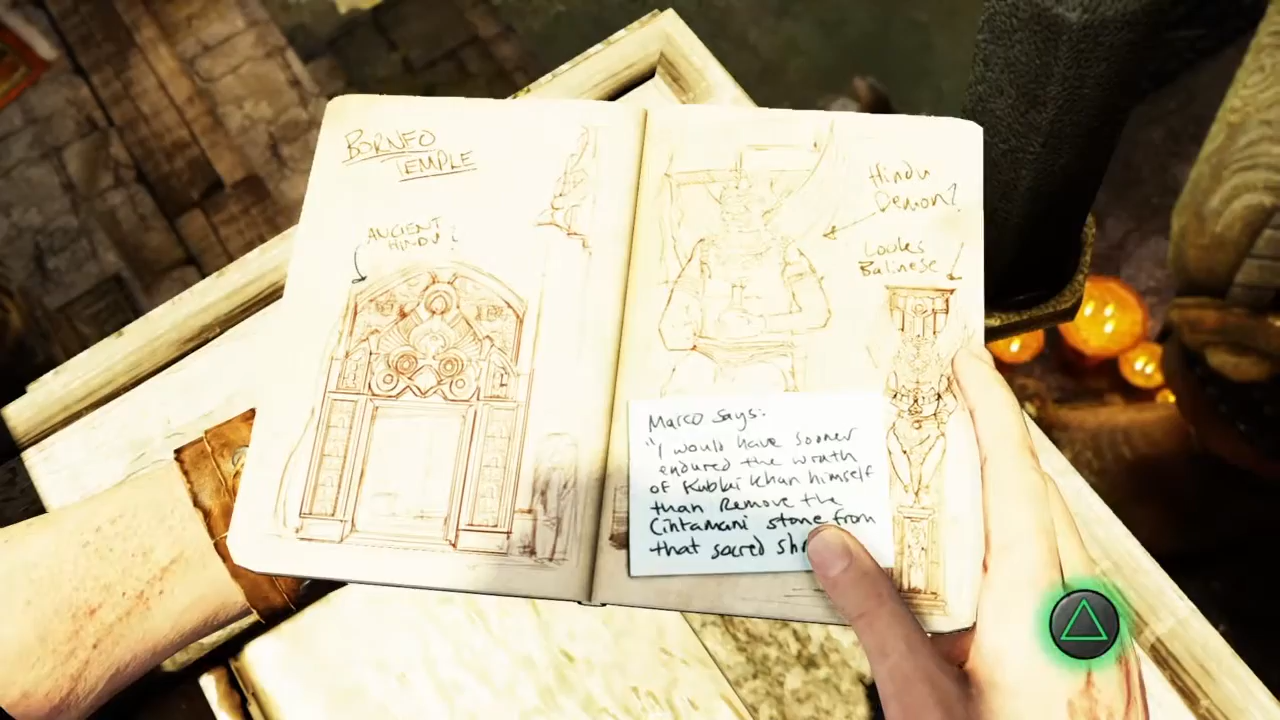 BORNEO
TEMPLE
ANCIENT
HINDU?
Hindu
Demon?
Looks
Balinese
Marco says:
"I would have sooner
endured the wrath
of Kublai Khan himself
than Remove the
Cintamani stone from
that sacred